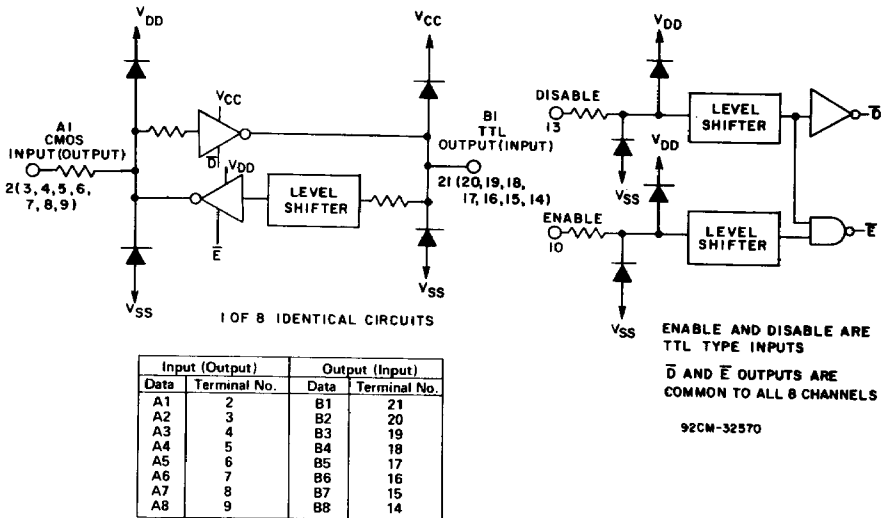 VDD
VCC
A1
CMOS
INPUT(OUTPUT)
2(3,4,5,6,
7,8,9)
VCC
D̅
VDD
LEVEL
SHIFTER
E̅
B1
TTL
OUTPUT(INPUT)
21(20,19,18,
17,16,15,14)
VSS
VSS
1 OF 8 IDENTICAL CIRCUITS
VDD
DISABLE
13
LEVEL
SHIFTER
D̅
VDD
VSS
ENABLE
10
LEVEL
SHIFTER
E̅
VSS
ENABLE AND DISABLE ARE
TTL TYPE INPUTS
D̅ AND E̅ OUTPUTS ARE
COMMON TO ALL 8 CHANNELS
92CM-32570
Input (Output) Output (Input)
Data Terminal No. Data Terminal No.
A1 2 B1 21
A2 3 B2 20
A3 4 B3 19
A4 5 B4 18
A5 6 B5 17
A6 7 B6 16
A7 8 B7 15
A8 9 B8 14